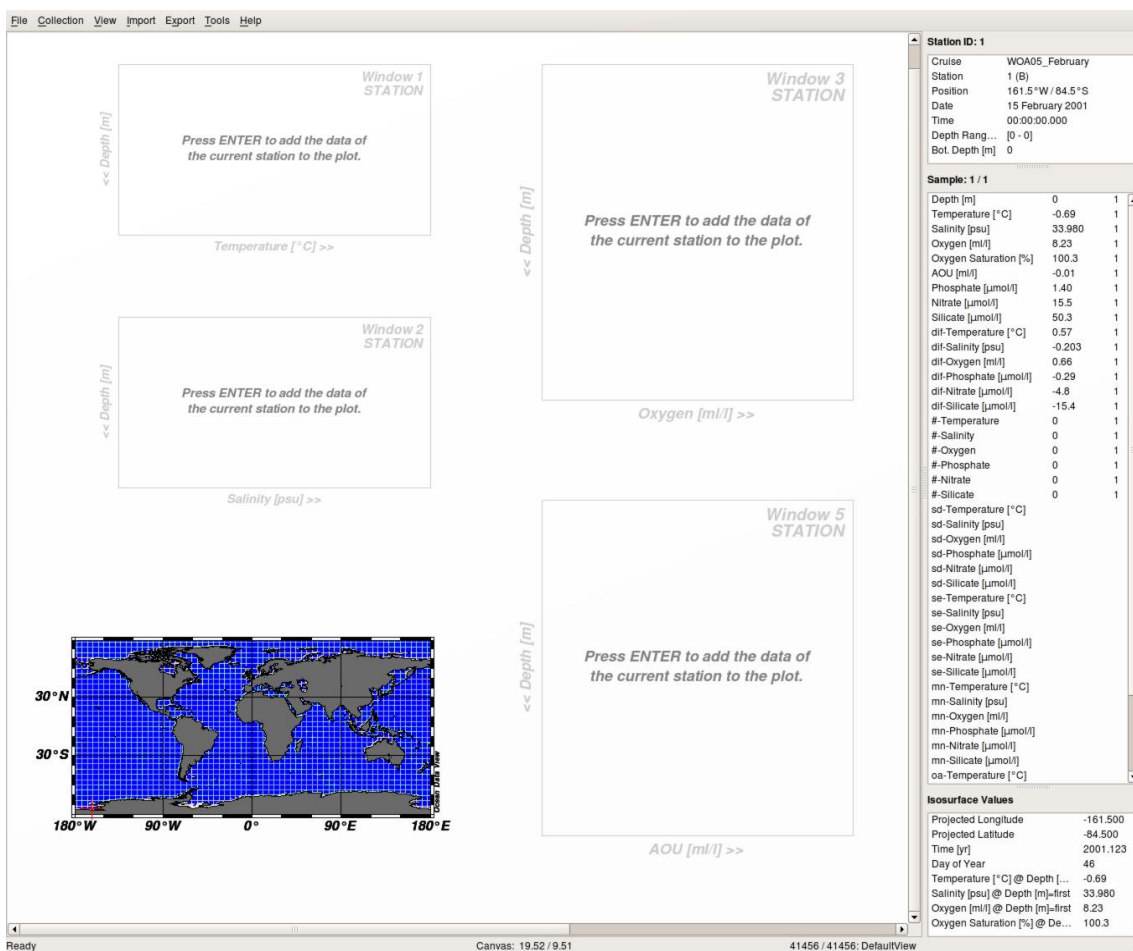 File Collection View Import Export Tools Help
Window 1
STATION
<< Depth [m]
Press ENTER to add the data of
the current station to the plot.
Temperature [°C] >>
Window 2
STATION
<< Depth [m]
Press ENTER to add the data of
the current station to the plot.
Salinity [psu] >>
30°N
30°S
180°W 90°W 0° 90°E 180°E
Ocean Data View
Window 3
STATION
<< Depth [m]
Press ENTER to add the data of
the current station to the plot.
Oxygen [ml/l] >>
Window 5
STATION
<< Depth [m]
Press ENTER to add the data of
the current station to the plot.
AOU [ml/l] >>
Station ID: 1
Cruise WOA05_February
Station 1 (B)
Position 161.5°W / 84.5°S
Date 15 February 2001
Time 00:00:00.000
Depth Rang... [0 - 0]
Bot. Depth [m] 0
Sample: 1 / 1
Depth [m] 0 1
Temperature [°C] -0.69 1
Salinity [psu] 33.980 1
Oxygen [ml/l] 8.23 1
Oxygen Saturation [%] 100.3 1
AOU [ml/l] -0.01 1
Phosphate [µmol/l] 1.40 1
Nitrate [µmol/l] 15.5 1
Silicate [µmol/l] 50.3 1
dif-Temperature [°C] 0.57 1
dif-Salinity [psu] -0.203 1
dif-Oxygen [ml/l] 0.66 1
dif-Phosphate [µmol/l] -0.29 1
dif-Nitrate [µmol/l] -4.8 1
dif-Silicate [µmol/l] -15.4 1
#-Temperature 0 1
#-Salinity 0 1
#-Oxygen 0 1
#-Phosphate 0 1
#-Nitrate 0 1
#-Silicate 0 1
sd-Temperature [°C]
sd-Salinity [psu]
sd-Oxygen [ml/l]
sd-Phosphate [µmol/l]
sd-Nitrate [µmol/l]
sd-Silicate [µmol/l]
se-Temperature [°C]
se-Salinity [psu]
se-Oxygen [ml/l]
se-Phosphate [µmol/l]
se-Nitrate [µmol/l]
se-Silicate [µmol/l]
mn-Temperature [°C]
mn-Salinity [psu]
mn-Oxygen [ml/l]
mn-Phosphate [µmol/l]
mn-Nitrate [µmol/l]
mn-Silicate [µmol/l]
oa-Temperature [°C]
Isosurface Values
Projected Longitude -161.500
Projected Latitude -84.500
Time [yr] 2001.123
Day of Year 46
Temperature [°C] @ Depth [... -0.69
Salinity [psu] @ Depth [m]=first 33.980
Oxygen [ml/l] @ Depth [m]=first 8.23
Oxygen Saturation [%] @ De... 100.3
Ready Canvas: 19.52 / 9.51 41456 / 41456: DefaultView